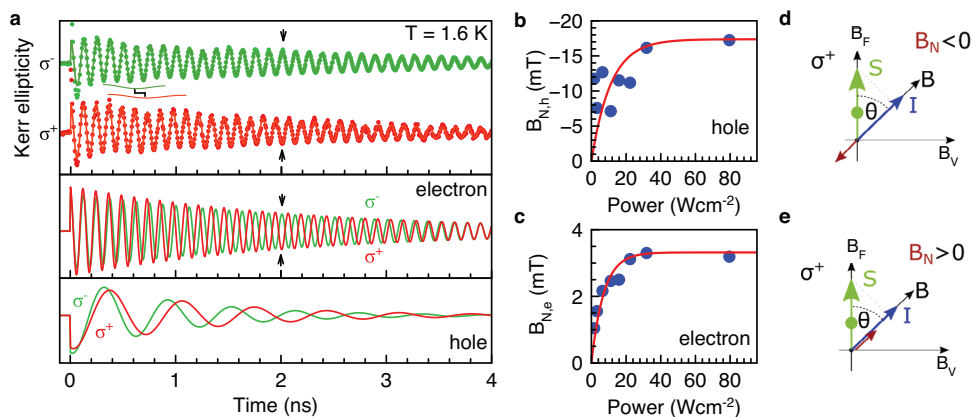 a
T = 1.6 K
Kerr ellipticity
σ-
σ+
electron
σ-
σ+
σ-
σ+
hole
0
1
2
3
4
Time (ns)
b
-20
-15
-10
-5
0
B_N,h (mT)
hole
0 20 40 60 80
Power (Wcm-2)
c
4
2
0
B_N,e (mT)
electron
0 20 40 60 80
Power (Wcm-2)
d
σ+
B_F
B_N<0
S
B
I
θ
B_V
e
σ+
B_F
B_N>0
S
B
I
θ
B_V